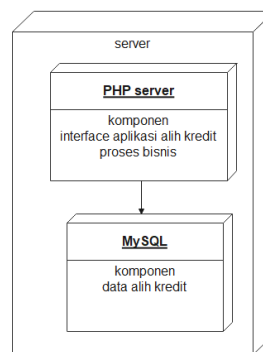 server
PHP server
komponen
interface aplikasi alih kredit
proses bisnis
MySQL
komponen
data alih kredit